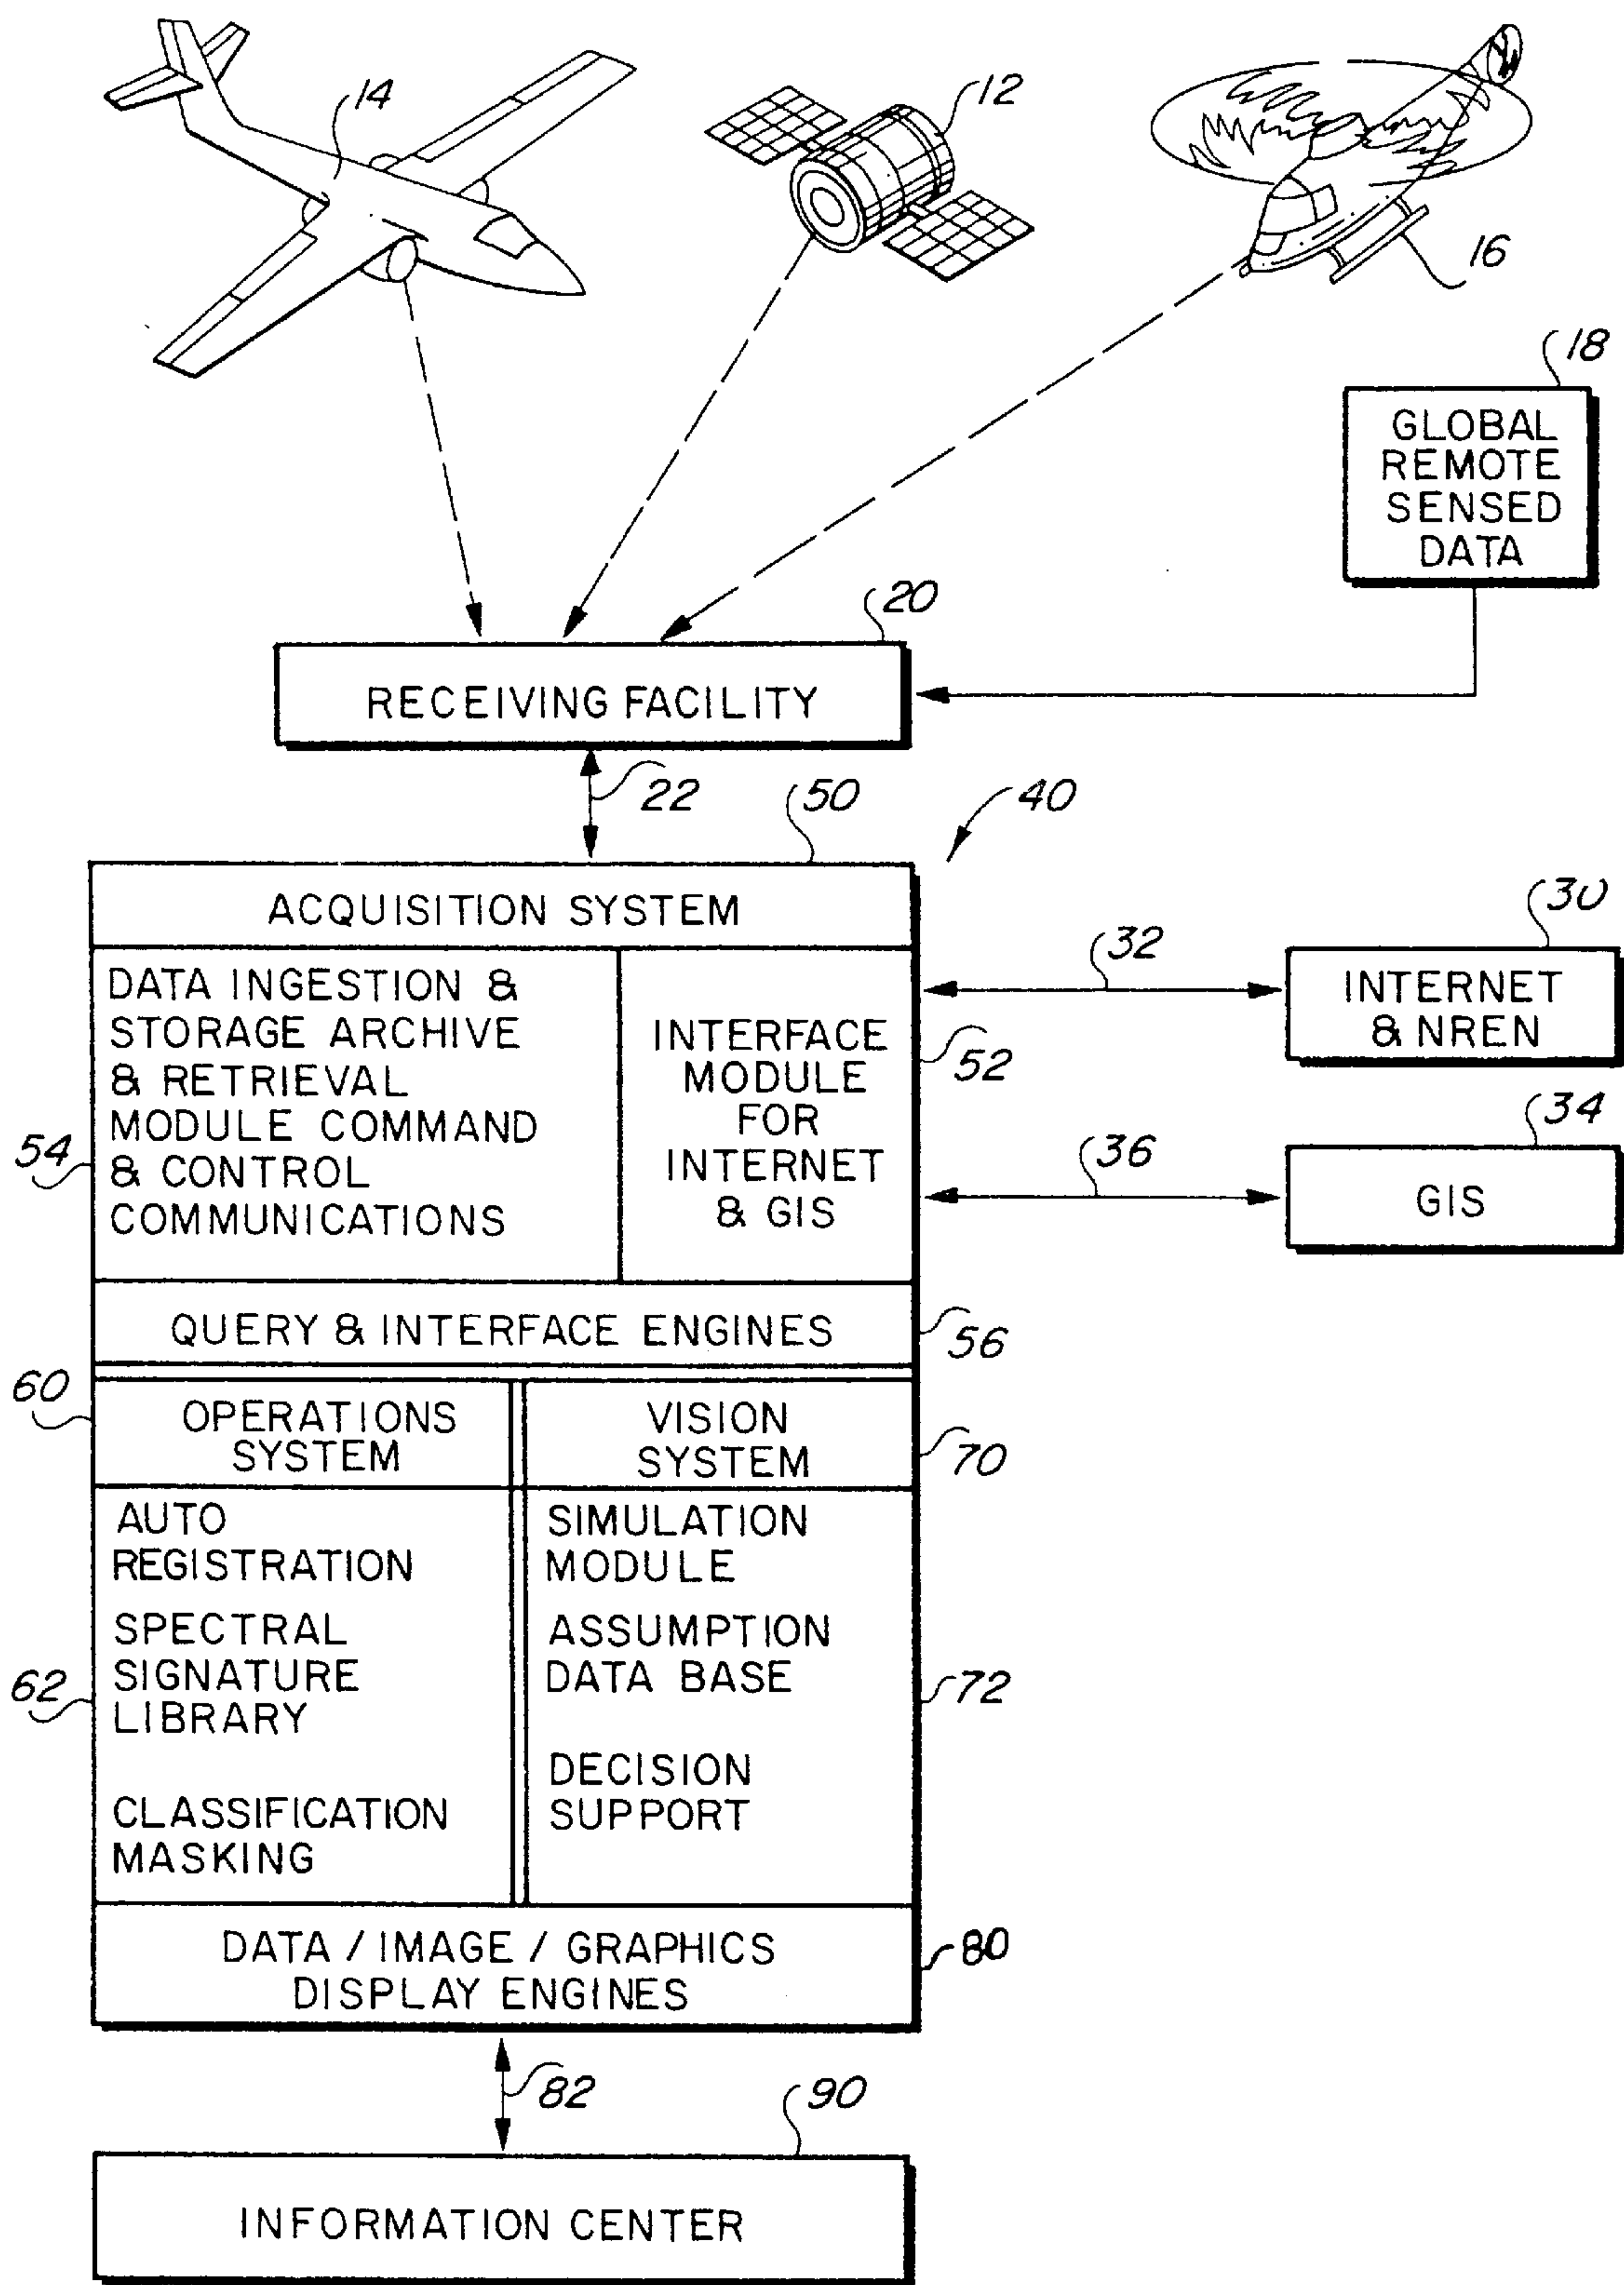 14
12
16
18
GLOBAL
REMOTE
SENSED
DATA
20
RECEIVING FACILITY
22
50
40
ACQUISITION SYSTEM
DATA INGESTION &
STORAGE ARCHIVE
& RETRIEVAL
MODULE COMMAND
& CONTROL
COMMUNICATIONS
54
INTERFACE
MODULE
FOR
INTERNET
& GIS
52
32
30
INTERNET
& NREN
36
34
GIS
QUERY & INTERFACE ENGINES
56
60
OPERATIONS
SYSTEM
VISION
SYSTEM
70
AUTO
REGISTRATION
SPECTRAL
SIGNATURE
LIBRARY
62
CLASSIFICATION
MASKING
SIMULATION
MODULE
ASSUMPTION
DATA BASE
72
DECISION
SUPPORT
DATA / IMAGE / GRAPHICS
DISPLAY ENGINES
80
82
90
INFORMATION CENTER